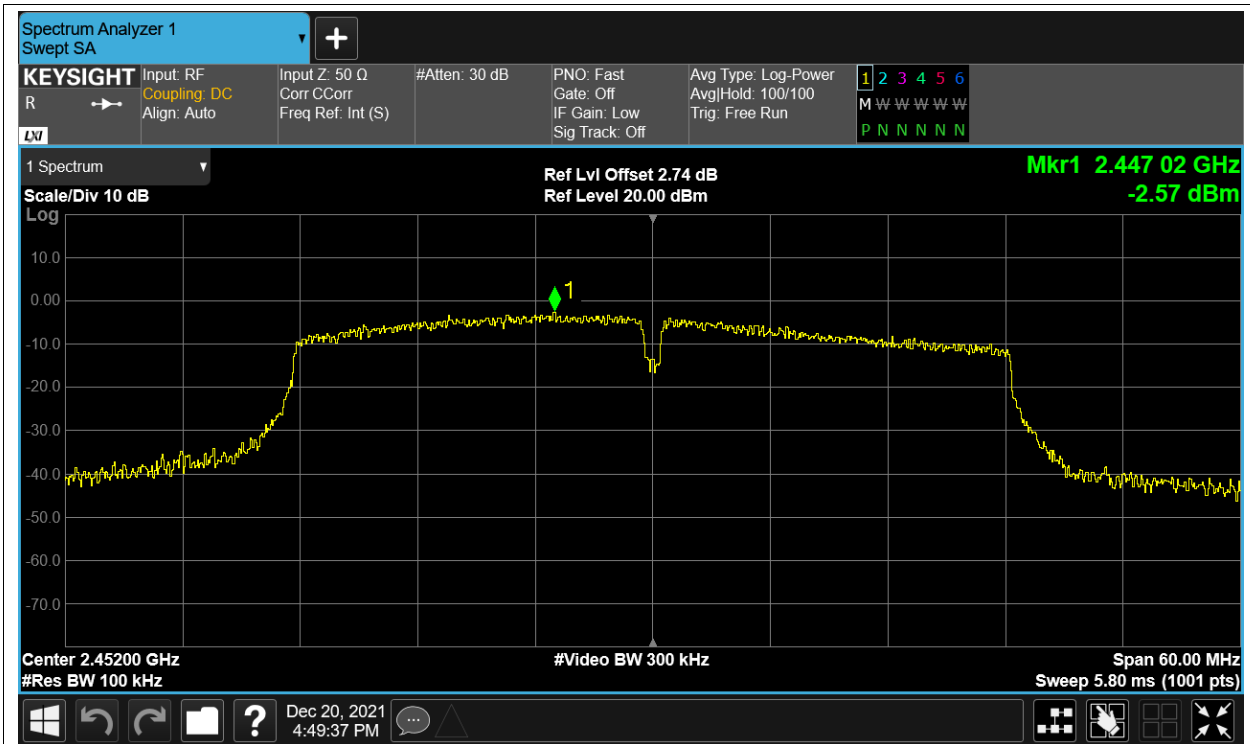 Spectrum Analyzer 1
Swept SA
+
KEYSIGHT
R
LXI
Input: RF
Coupling: DC
Align: Auto
Input Z: 50 Ω
Corr CCorr
Freq Ref: Int (S)
#Atten: 30 dB
PNO: Fast
Gate: Off
IF Gain: Low
Sig Track: Off
Avg Type: Log-Power
Avg|Hold: 100/100
Trig: Free Run
1 2 3 4 5 6
M W W W W W
P N N N N N
1 Spectrum
Scale/Div 10 dB
Log
Ref Lvl Offset 2.74 dB
Ref Level 20.00 dBm
Mkr1 2.447 02 GHz
-2.57 dBm
10.0
0.00
1
-10.0
-20.0
-30.0
-40.0
-50.0
-60.0
-70.0
Center 2.45200 GHz
#Video BW 300 kHz
Span 60.00 MHz
#Res BW 100 kHz
Sweep 5.80 ms (1001 pts)
?
Dec 20, 2021
4:49:37 PM